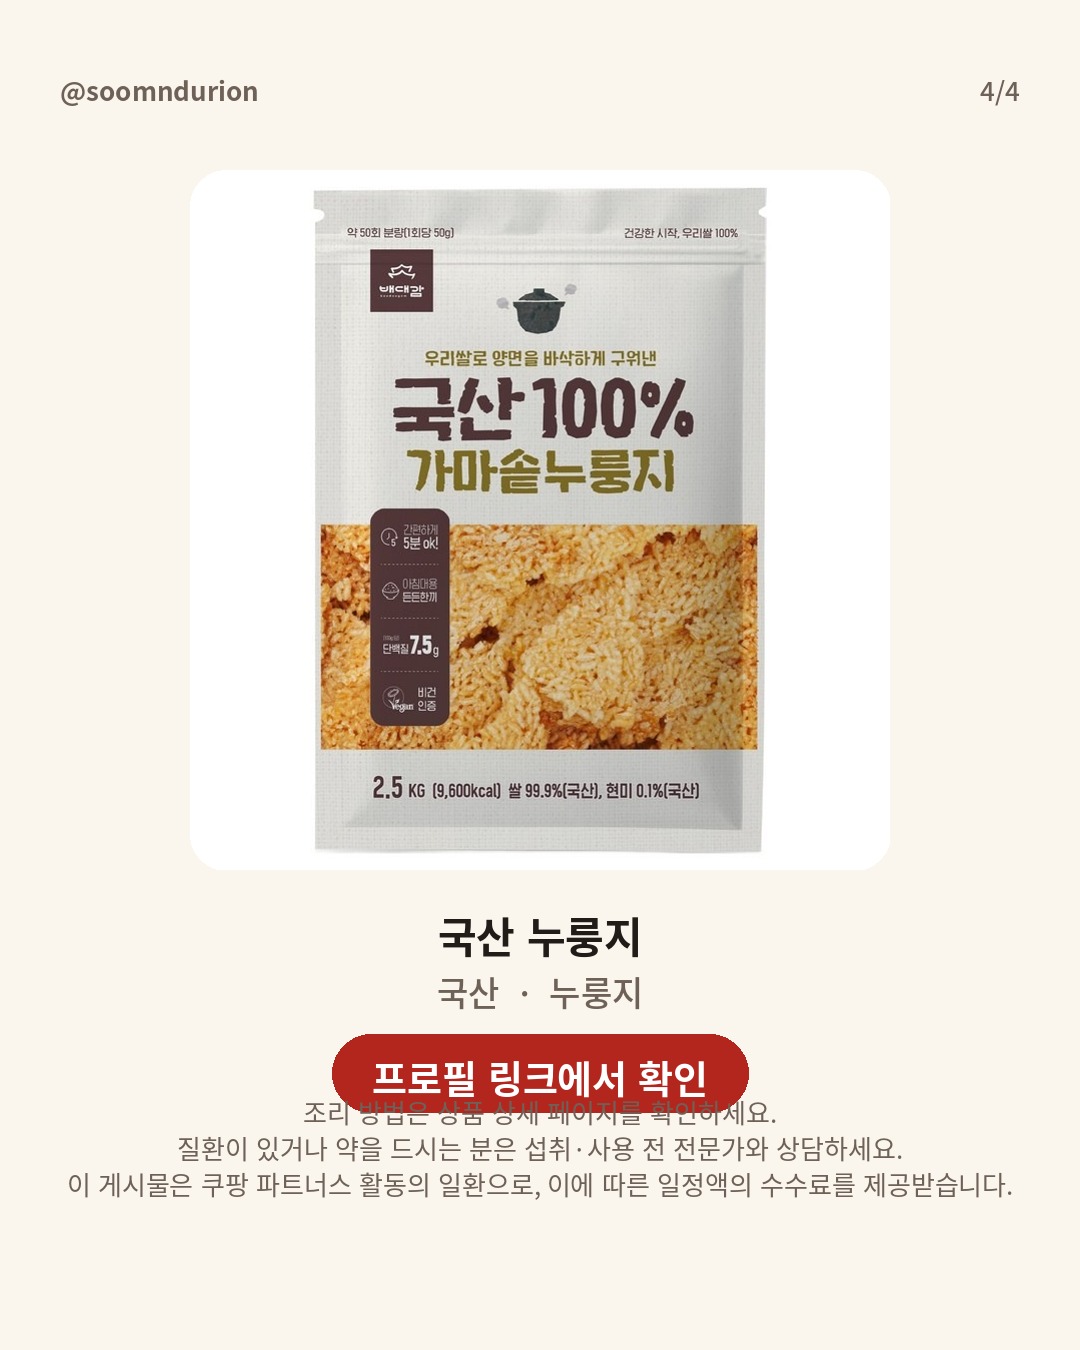 @soomndurion
4/4
약 50회 분량(1회당 50g)
건강한 시작, 우리쌀 100%
배대감
우리쌀로 양면을 바삭하게 구워낸
국산 100%
가마솥누룽지
간편하게
5분 ok!
아침대용
든든한끼
단백질 7.5g
vegan
비건
인증
2.5 KG (9,600kcal) 쌀 99.9%(국산), 현미 0.1%(국산)
국산 누룽지
국산 · 누룽지
프로필 링크에서 확인
조리 방법은 상품 상세 페이지를 확인하세요.
질환이 있거나 약을 드시는 분은 섭취·사용 전 전문가와 상담하세요.
이 게시물은 쿠팡 파트너스 활동의 일환으로, 이에 따른 일정액의 수수료를 제공받습니다.